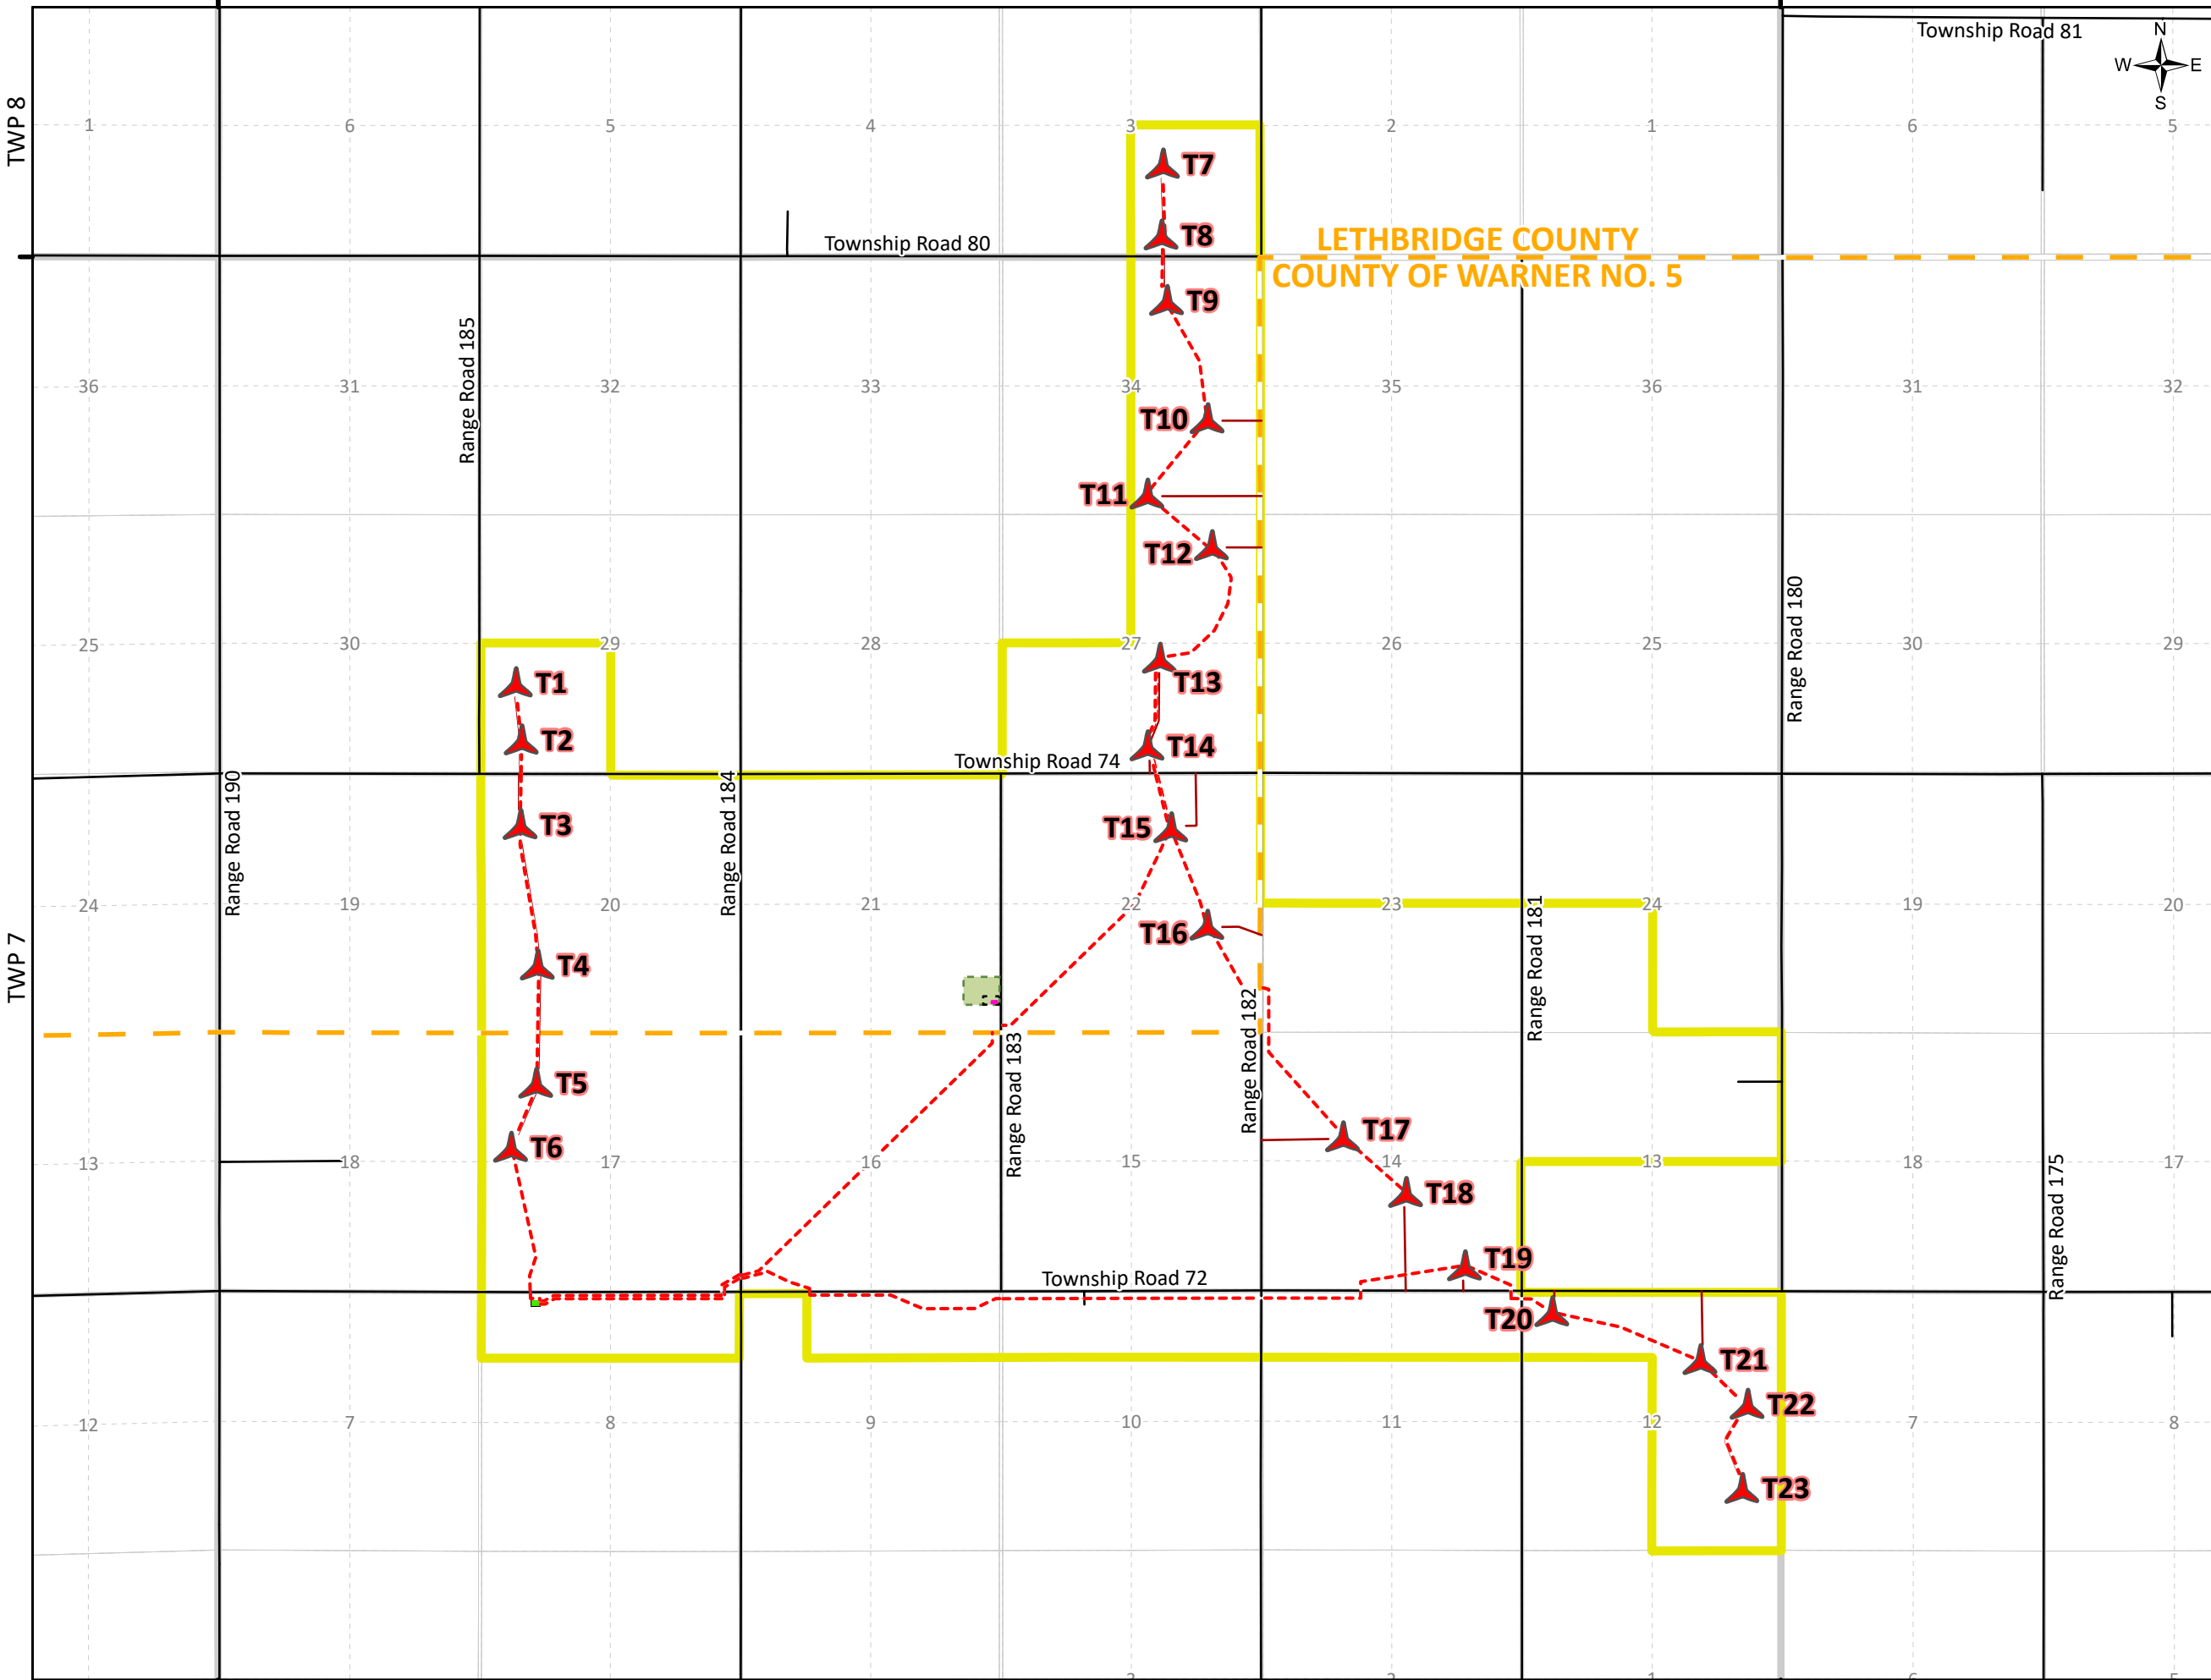 Township Road 81
N
W E
S
TWP 8
1 6 5 4 3 2 1 6 5
T7
T8
Township Road 80
LETHBRIDGE COUNTY
COUNTY OF WARNER NO. 5
T9
Range Road 185
36 31 32 33 34 35 36 31 32
T10
T11
T12
Range Road 180
25 30 29 28 27 26 25 30 29
T1
T13
T2
T14
Township Road 74
Range Road 190
Range Road 184
T3
T15
24 19 20 21 22 23 24 19 20
Range Road 181
T16
TWP 7
T4
Range Road 183
Range Road 182
T5
T17
T6
13 18 17 16 15 14 13 18 17
Range Road 175
T18
T19
Township Road 72
T20
T21
T22
12 7 8 9 10 11 12 7 8
T23